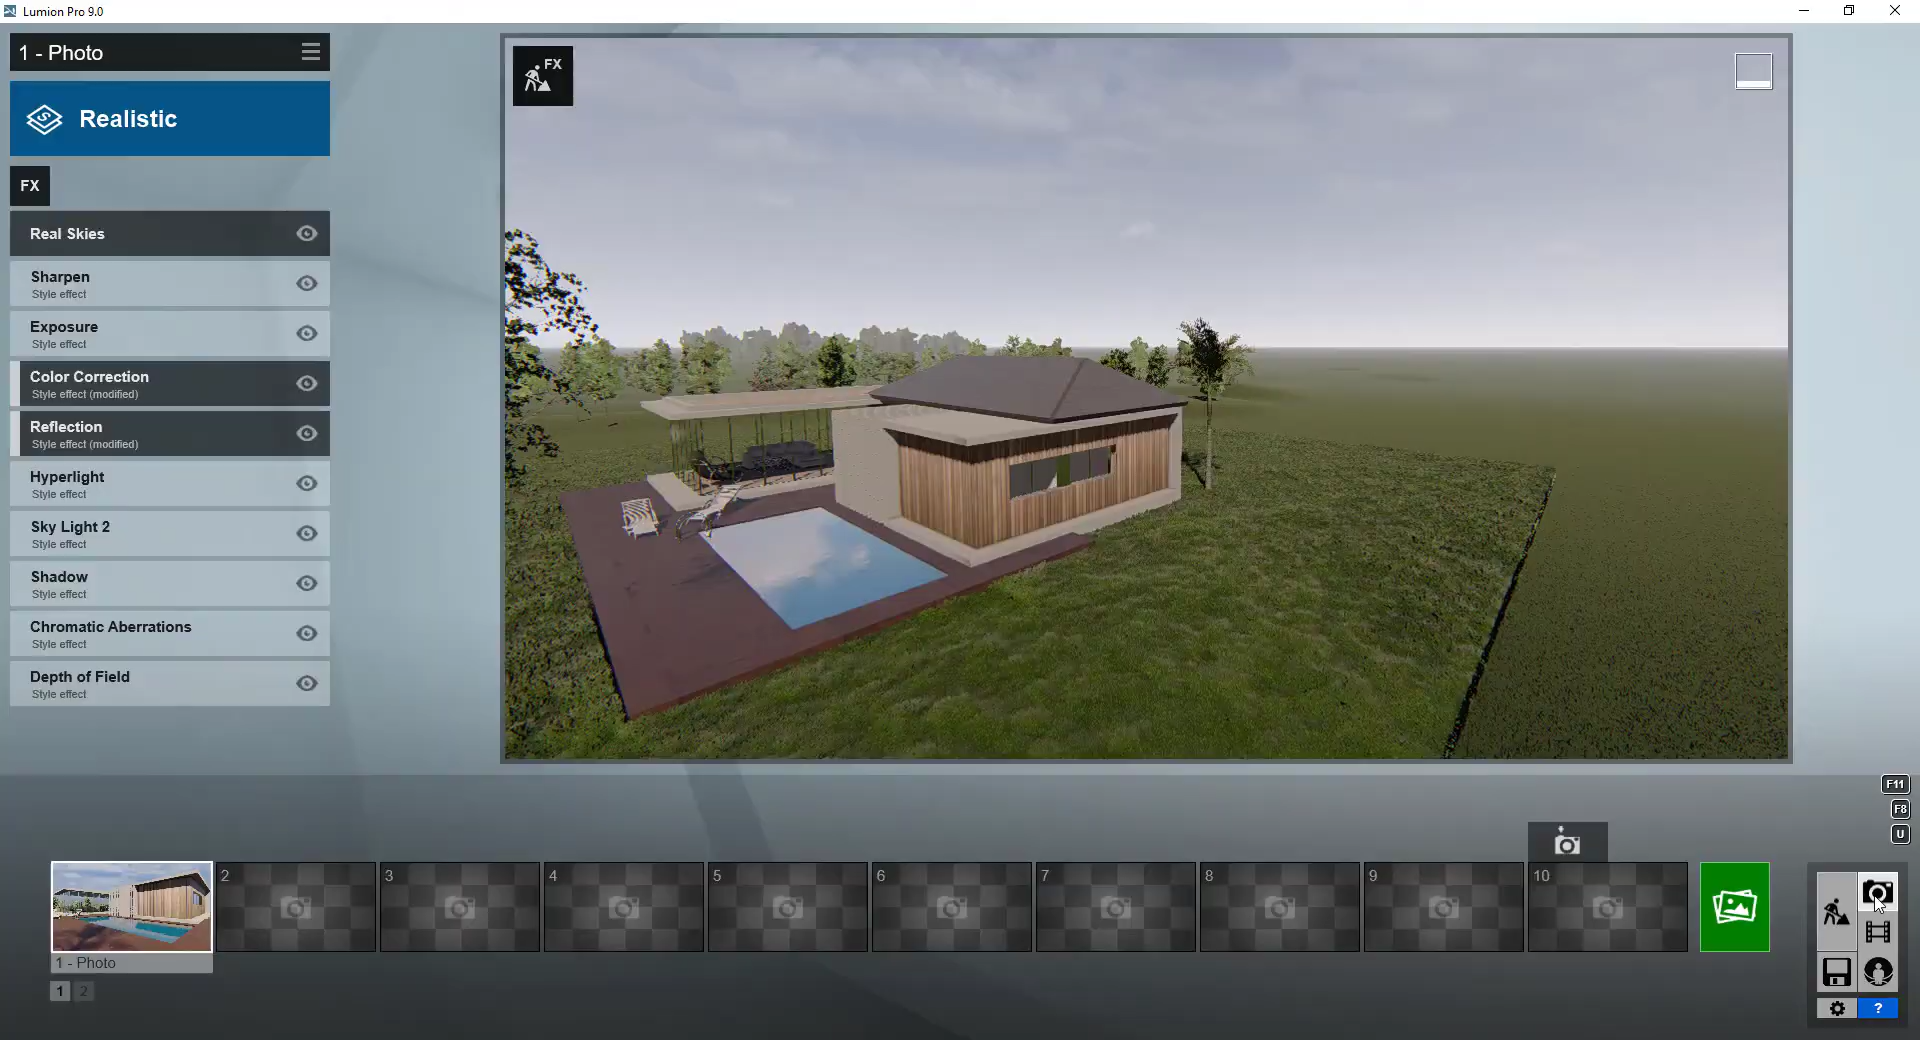 Lumion Pro 9.0
1 - Photo
Realistic
FX
Real Skies
Sharpen
Style effect
Exposure
Style effect
Color Correction
Style effect (modified)
Reflection
Style effect (modified)
Hyperlight
Style effect
Sky Light 2
Style effect
Shadow
Style effect
Chromatic Aberrations
Style effect
Depth of Field
Style effect
FX
F11
F8
U
2
3
4
5
6
7
8
9
10
1 - Photo
1
2
?